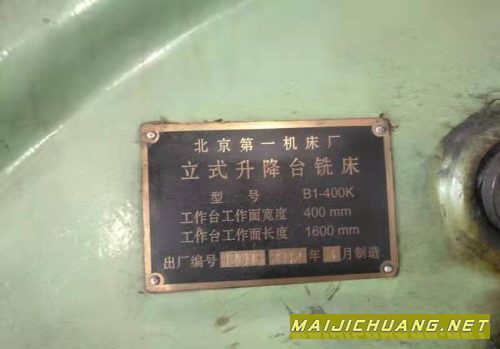 北京第一机床厂
立式升降台铣床
型 号 B1-400K
工作台工作面宽度 400 mm
工作台工作面长度 1600 mm
出厂编号 年 月制造
MAIJICHUANG.NET